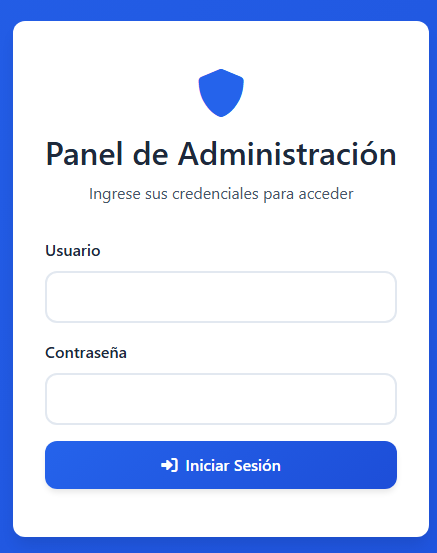 Panel de Administración
Ingrese sus credenciales para acceder
Usuario
Contraseña
Iniciar Sesión